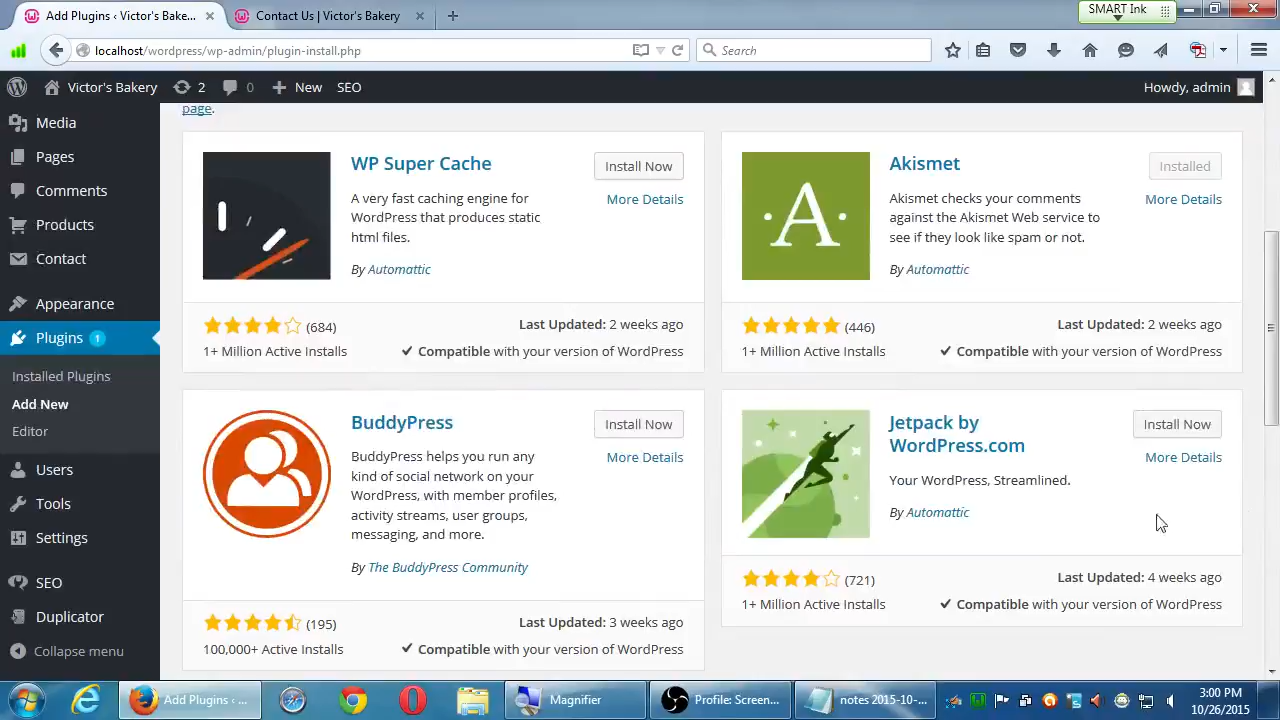 Add Plugins ‹ Victor's Bake...
Contact Us | Victor's Bakery
SMART Ink
localhost/wordpress/wp-admin/plugin-install.php
Search
Victor's Bakery
2
0
New
SEO
Howdy, admin
page.
Media
Pages
Comments
Products
Contact
Appearance
Plugins 1
Installed Plugins
Add New
Editor
Users
Tools
Settings
SEO
Duplicator
Collapse menu
WP Super Cache
Install Now
More Details
A very fast caching engine for
WordPress that produces static
html files.
By Automattic
(684)
Last Updated: 2 weeks ago
1+ Million Active Installs
Compatible with your version of WordPress
A
Akismet
Installed
More Details
Akismet checks your comments
against the Akismet Web service to
see if they look like spam or not.
By Automattic
(446)
Last Updated: 2 weeks ago
1+ Million Active Installs
Compatible with your version of WordPress
BuddyPress
Install Now
More Details
BuddyPress helps you run any
kind of social network on your
WordPress, with member profiles,
activity streams, user groups,
messaging, and more.
By The BuddyPress Community
(195)
Last Updated: 3 weeks ago
100,000+ Active Installs
Compatible with your version of WordPress
Jetpack by
WordPress.com
Install Now
More Details
Your WordPress, Streamlined.
By Automattic
(721)
Last Updated: 4 weeks ago
1+ Million Active Installs
Compatible with your version of WordPress
Add Plugins ‹ ...
Magnifier
Profile: Screen...
notes 2015-10-...
3:00 PM
10/26/2015